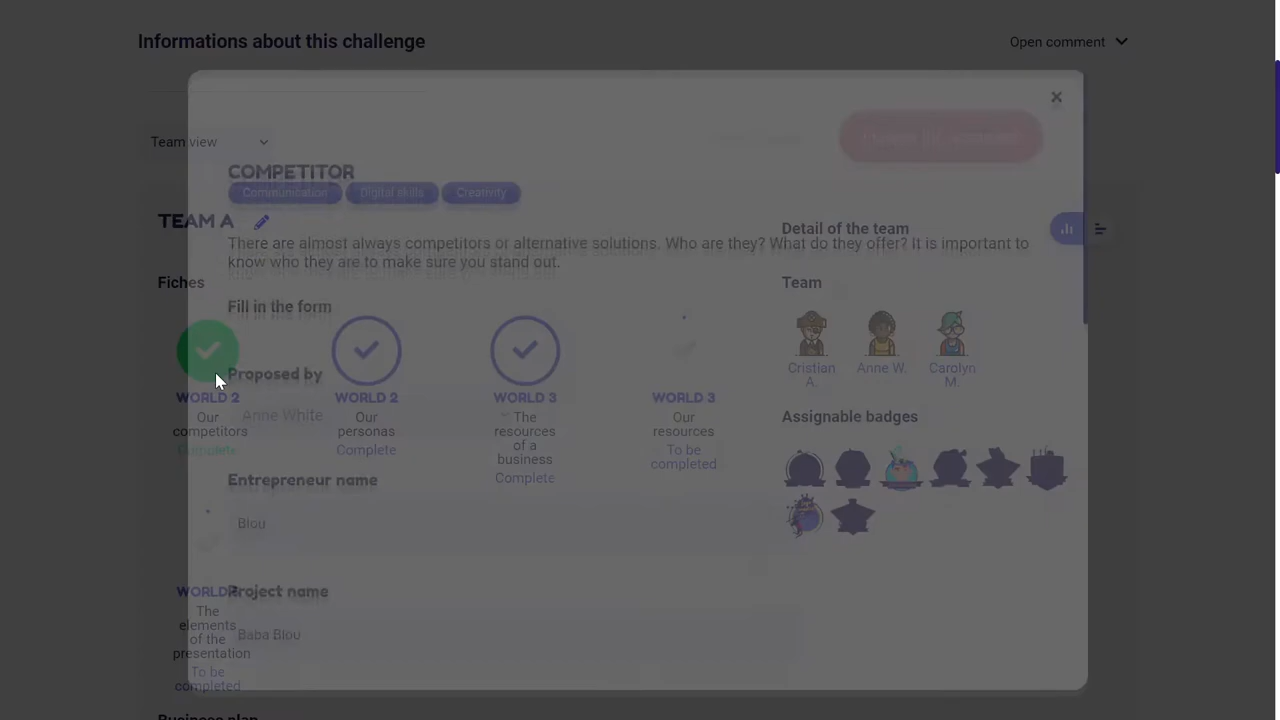 Informations about this challenge
Open comment
Team view
COMPETITOR
Communication
Digital skills
Creativity
TEAM A
Detail of the team
There are almost always competitors or alternative solutions. Who are they? What do they offer? It is important to
know who they are to make sure you stand out.
Fiches
Team
Fill in the form
Cristian
A.
Anne W.
Carolyn
M.
Proposed by
Anne White
WORLD 2
Our
competitors
Complete
WORLD 2
Our
personas
Complete
WORLD 3
The
resources
of a
business
Complete
WORLD 3
Our
resources
To be
completed
Assignable badges
Entrepreneur name
Blou
Project name
Baba Blou
WORLD
The
elements
of the
presentation
To be
completed
Business plan